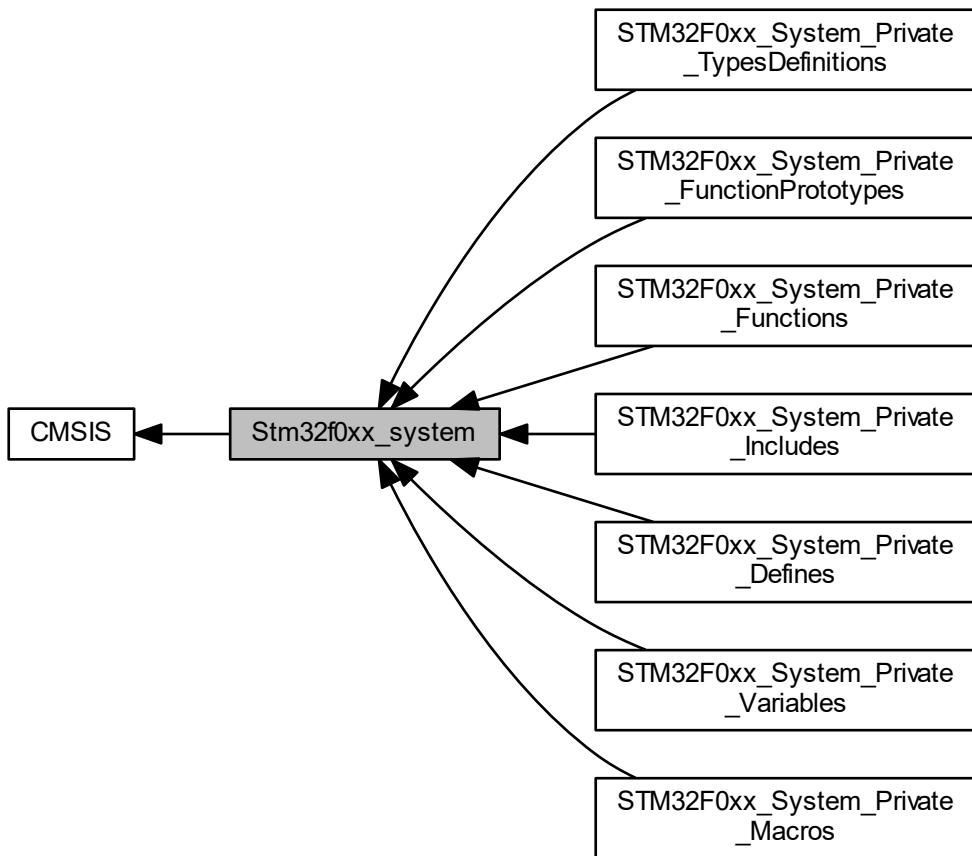 STM32F0xx_System_Private
_TypesDefinitions
STM32F0xx_System_Private
_FunctionPrototypes
STM32F0xx_System_Private
_Functions
CMSIS
Stm32f0xx_system
STM32F0xx_System_Private
_Includes
STM32F0xx_System_Private
_Defines
STM32F0xx_System_Private
_Variables
STM32F0xx_System_Private
_Macros